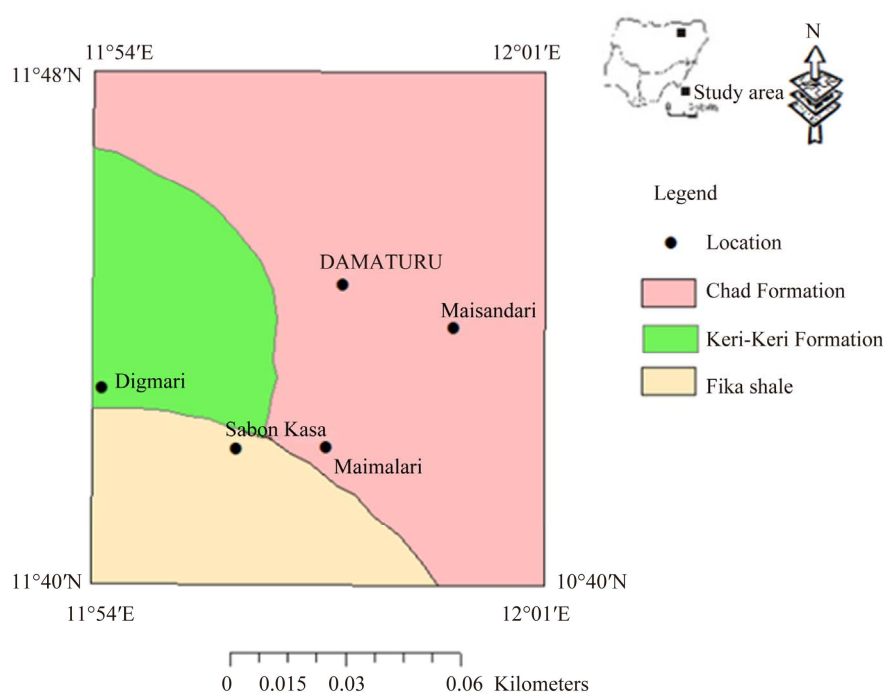 11°54′E 12°01′E
11°48′N
N
Study area
Legend
Location
DAMATURU
Chad Formation
Maisandari
Keri-Keri Formation
Digmari
Fika shale
Sabon Kasa
Maimalari
11°40′N 10°40′N
11°54′E 12°01′E
0 0.015 0.03 0.06 Kilometers